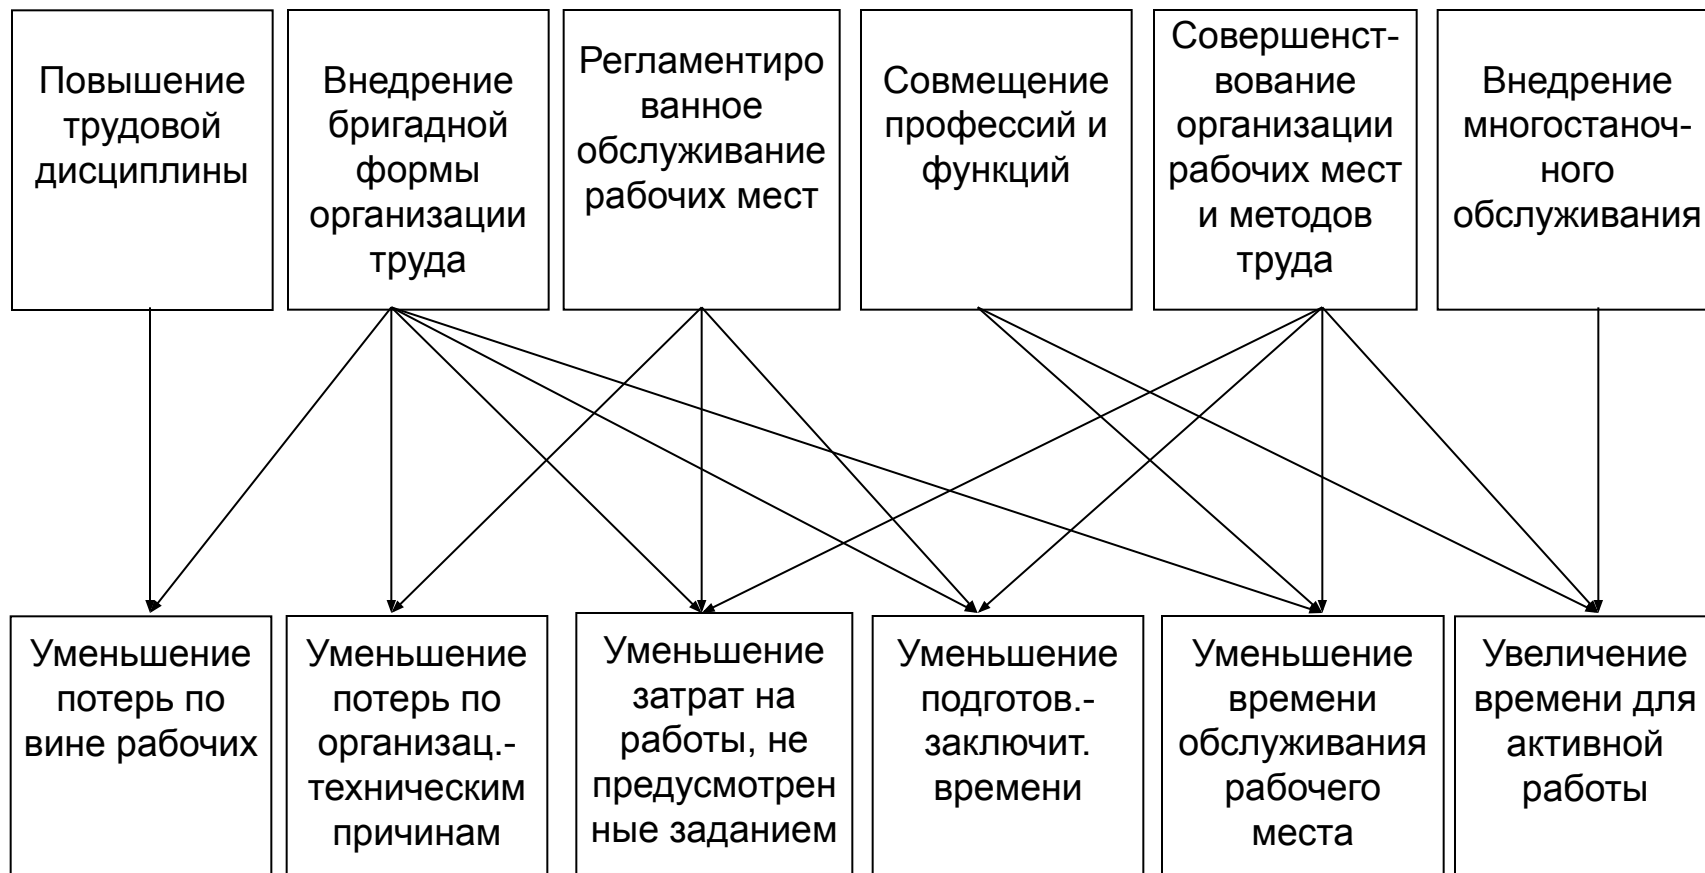 Повышение
трудовой
дисциплины
Внедрение
бригадной
формы
организации
труда
Регламентиро
ванное
обслуживание
рабочих мест
Совмещение
профессий и
функций
Совершенст-
вование
организации
рабочих мест
и методов
труда
Внедрение
многостаноч-
ного
обслуживания
Уменьшение
потерь по
вине рабочих
Уменьшение
потерь по
организац.-
техническим
причинам
Уменьшение
затрат на
работы, не
предусмотрен
ные заданием
Уменьшение
подготов.-
заключит.
времени
Уменьшение
времени
обслуживания
рабочего
места
Увеличение
времени для
активной
работы